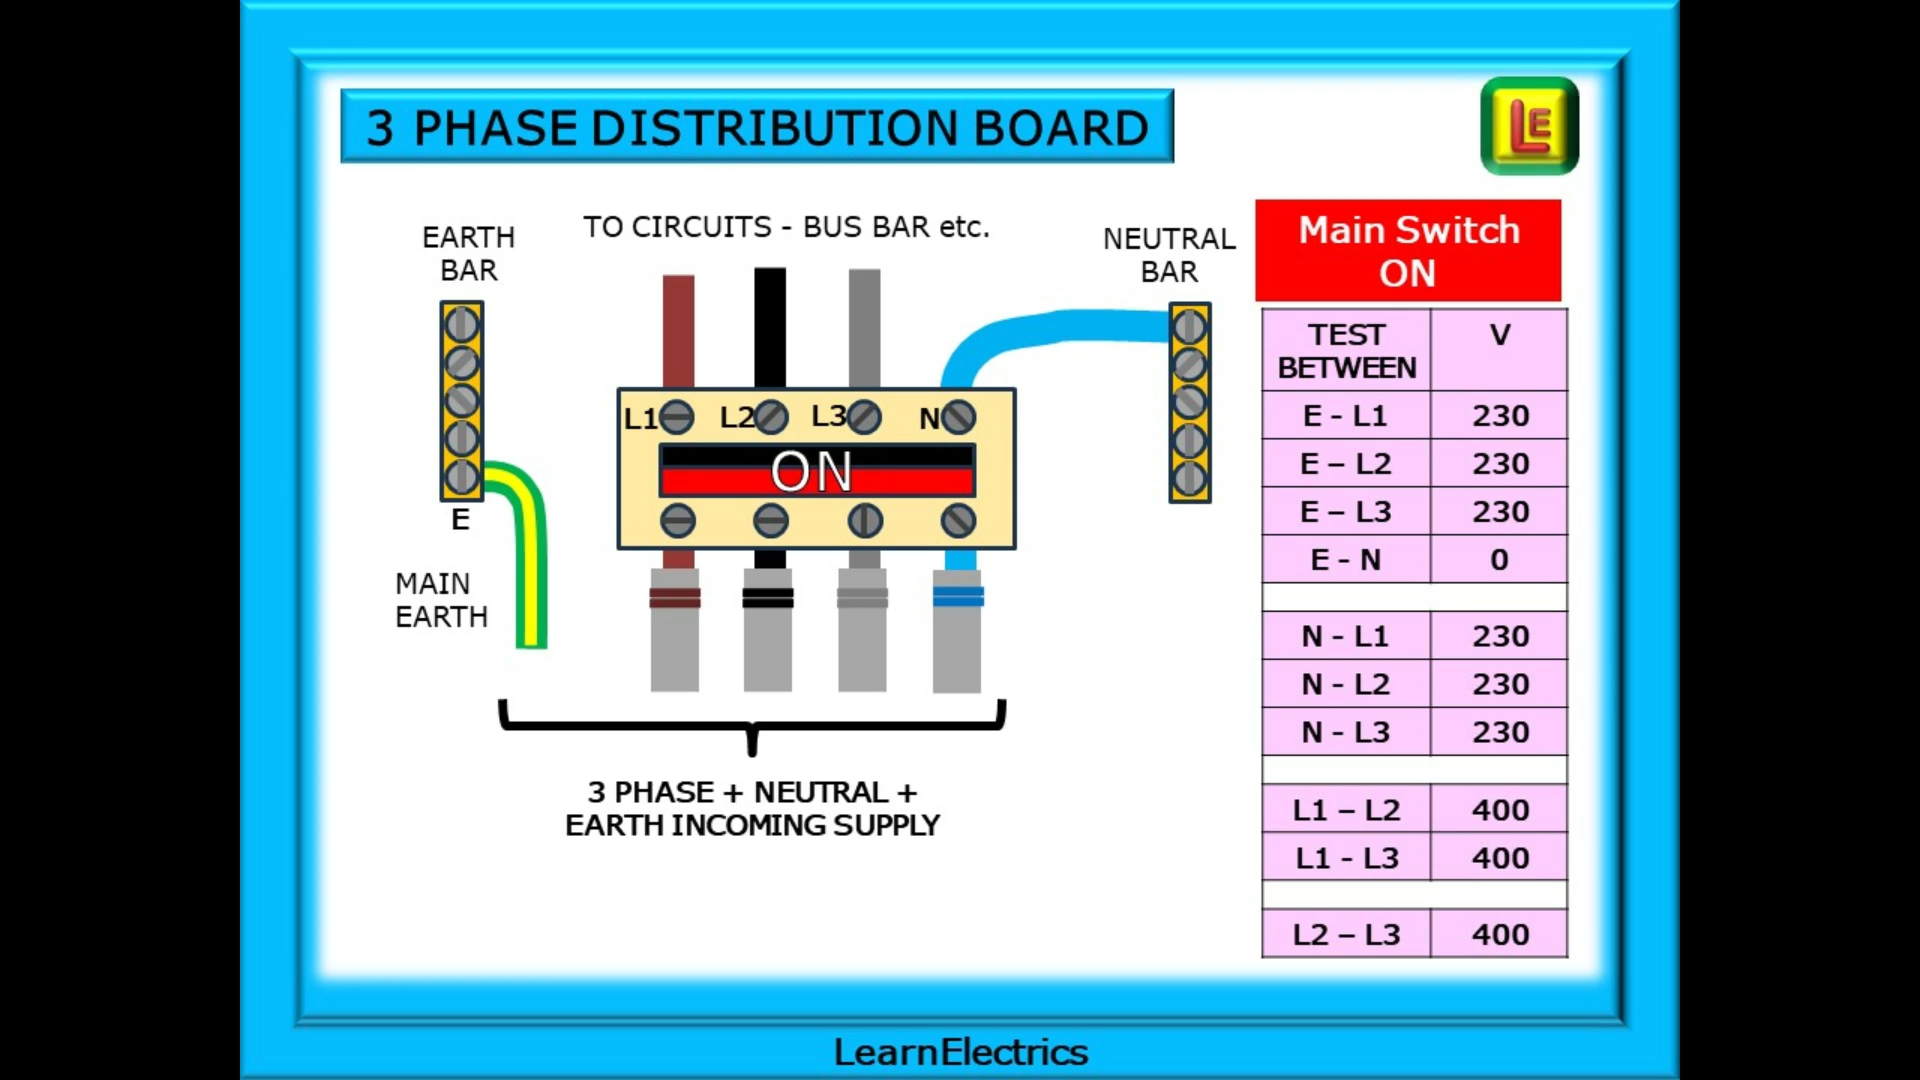 3 PHASE DISTRIBUTION BOARD
LE
EARTH
BAR
TO CIRCUITS - BUS BAR etc.
NEUTRAL
BAR
Main Switch
ON
L1 L2 L3 N
ON
E
MAIN
EARTH
3 PHASE + NEUTRAL +
EARTH INCOMING SUPPLY
TEST BETWEEN V
E - L1 230
E – L2 230
E – L3 230
E - N 0
N - L1 230
N - L2 230
N - L3 230
L1 – L2 400
L1 - L3 400
L2 – L3 400
LearnElectrics